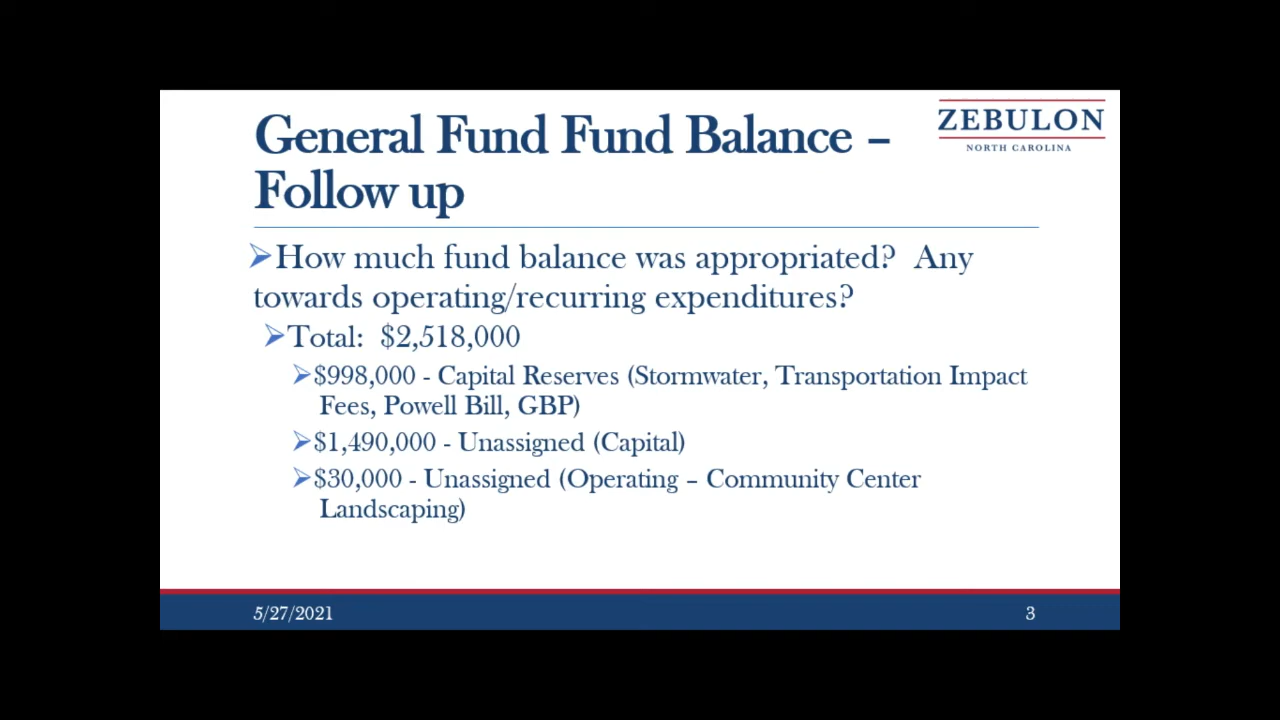 General Fund Fund Balance –
Follow up
ZEBULON
NORTH CAROLINA
How much fund balance was appropriated?  Any
towards operating/recurring expenditures?
Total:  $2,518,000
$998,000 - Capital Reserves (Stormwater, Transportation Impact
Fees, Powell Bill, GBP)
$1,490,000 - Unassigned (Capital)
$30,000 - Unassigned (Operating – Community Center
Landscaping)
5/27/2021
3